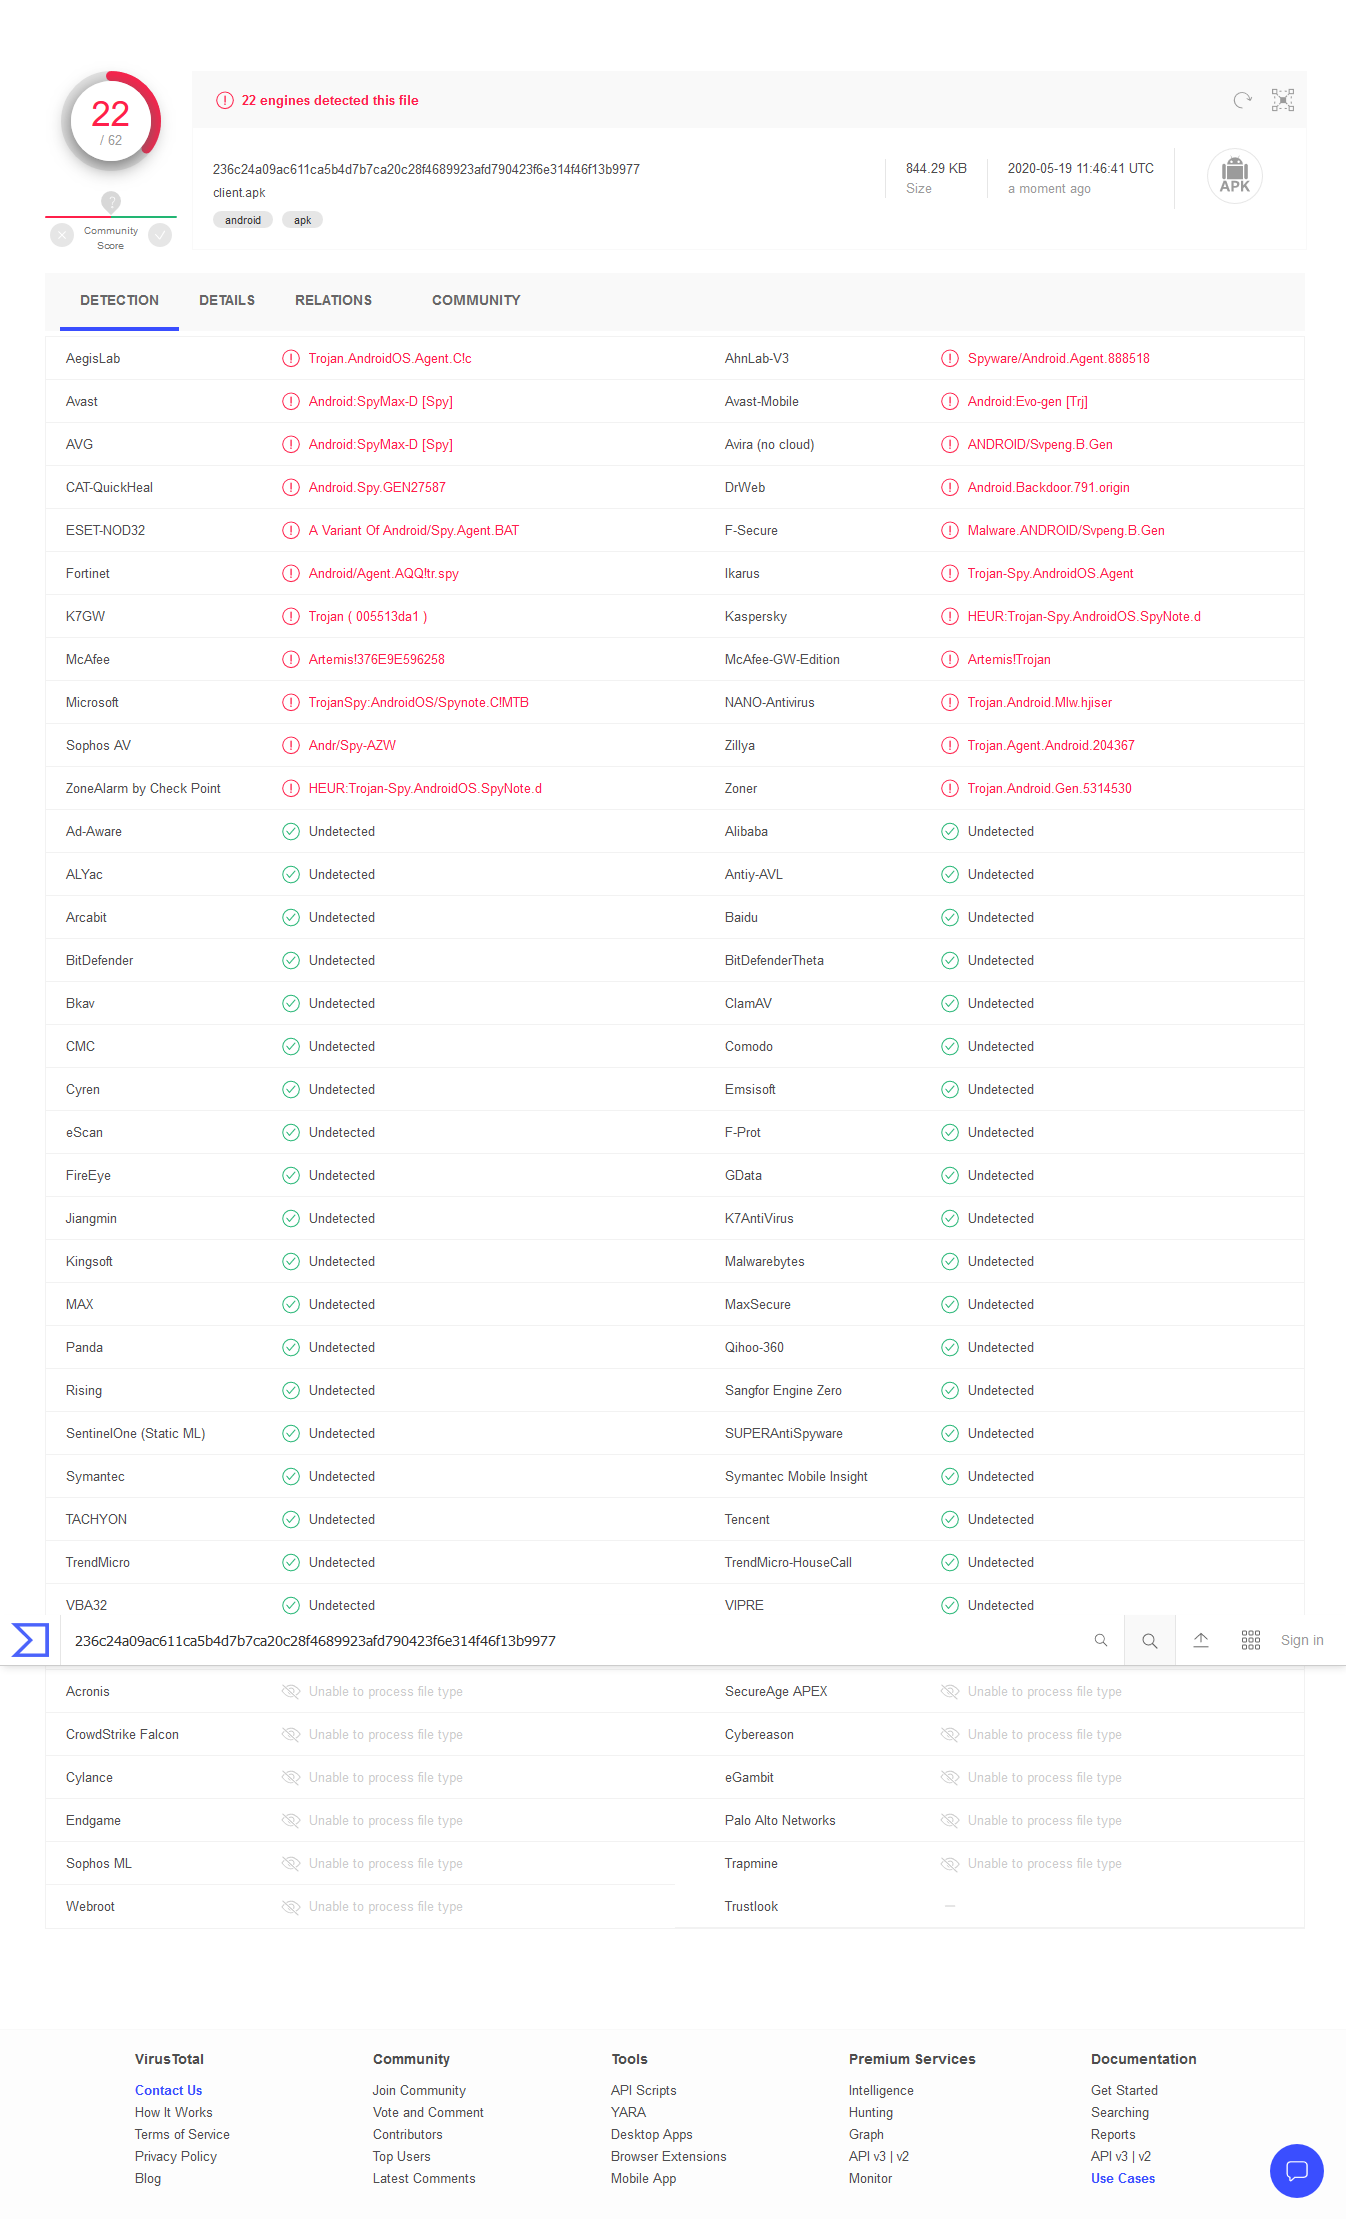 22
/ 62
22 engines detected this file
236c24a09ac611ca5b4d7b7ca20c28f4689923afd790423f6e314f46f13b9977
client.apk
android apk
844.29 KB
Size
2020-05-19 11:46:41 UTC
a moment ago
APK
?
Community
Score
DETECTION DETAILS RELATIONS COMMUNITY
AegisLab Trojan.AndroidOS.Agent.C!c AhnLab-V3 Spyware/Android.Agent.888518
Avast Android:SpyMax-D [Spy] Avast-Mobile Android:Evo-gen [Trj]
AVG Android:SpyMax-D [Spy] Avira (no cloud) ANDROID/Svpeng.B.Gen
CAT-QuickHeal Android.Spy.GEN27587 DrWeb Android.Backdoor.791.origin
ESET-NOD32 A Variant Of Android/Spy.Agent.BAT F-Secure Malware.ANDROID/Svpeng.B.Gen
Fortinet Android/Agent.AQQ!tr.spy Ikarus Trojan-Spy.AndroidOS.Agent
K7GW Trojan ( 005513da1 ) Kaspersky HEUR:Trojan-Spy.AndroidOS.SpyNote.d
McAfee Artemis!376E9E596258 McAfee-GW-Edition Artemis!Trojan
Microsoft TrojanSpy:AndroidOS/Spynote.C!MTB NANO-Antivirus Trojan.Android.Mlw.hjiser
Sophos AV Andr/Spy-AZW Zillya Trojan.Agent.Android.204367
ZoneAlarm by Check Point HEUR:Trojan-Spy.AndroidOS.SpyNote.d Zoner Trojan.Android.Gen.5314530
Ad-Aware Undetected Alibaba Undetected
ALYac Undetected Antiy-AVL Undetected
Arcabit Undetected Baidu Undetected
BitDefender Undetected BitDefenderTheta Undetected
Bkav Undetected ClamAV Undetected
CMC Undetected Comodo Undetected
Cyren Undetected Emsisoft Undetected
eScan Undetected F-Prot Undetected
FireEye Undetected GData Undetected
Jiangmin Undetected K7AntiVirus Undetected
Kingsoft Undetected Malwarebytes Undetected
MAX Undetected MaxSecure Undetected
Panda Undetected Qihoo-360 Undetected
Rising Undetected Sangfor Engine Zero Undetected
SentinelOne (Static ML) Undetected SUPERAntiSpyware Undetected
Symantec Undetected Symantec Mobile Insight Undetected
TACHYON Undetected Tencent Undetected
TrendMicro Undetected TrendMicro-HouseCall Undetected
VBA32 Undetected VIPRE Undetected
236c24a09ac611ca5b4d7b7ca20c28f4689923afd790423f6e314f46f13b9977 Sign in
Acronis Unable to process file type SecureAge APEX Unable to process file type
CrowdStrike Falcon Unable to process file type Cybereason Unable to process file type
Cylance Unable to process file type eGambit Unable to process file type
Endgame Unable to process file type Palo Alto Networks Unable to process file type
Sophos ML Unable to process file type Trapmine Unable to process file type
Webroot Unable to process file type Trustlook —
VirusTotal Community Tools Premium Services Documentation
Contact Us Join Community API Scripts Intelligence Get Started
How It Works Vote and Comment YARA Hunting Searching
Terms of Service Contributors Desktop Apps Graph Reports
Privacy Policy Top Users Browser Extensions API v3 | v2 API v3 | v2
Blog Latest Comments Mobile App Monitor Use Cases